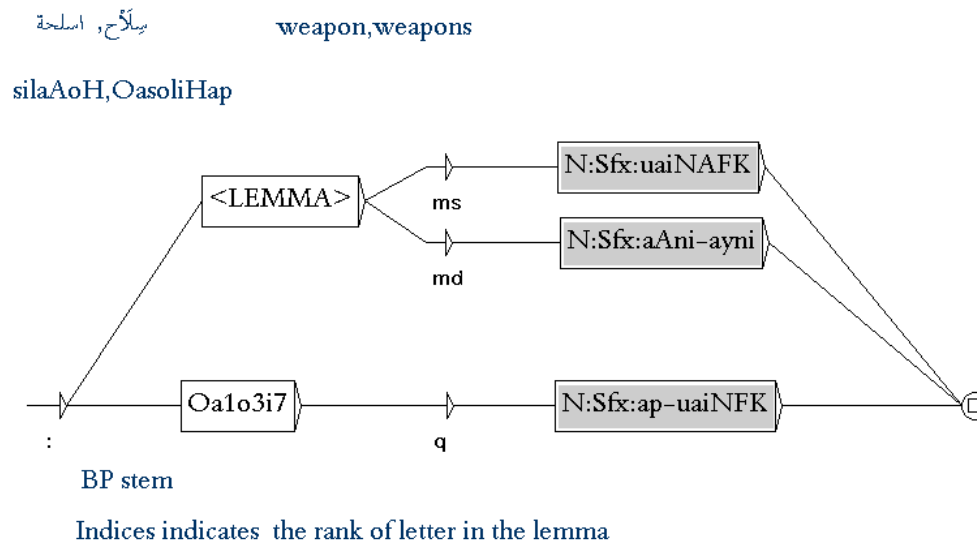 سِلَاْح, اسلحة weapon,weapons
silaAoH,OasoliHap
N:Sfx:uaiNAFK
<LEMMA>
ms
N:Sfx:aAni-ayni
md
Oa1o3i7
N:Sfx:ap-uaiNFK
:
q
BP stem
Indices indicates the rank of letter in the lemma